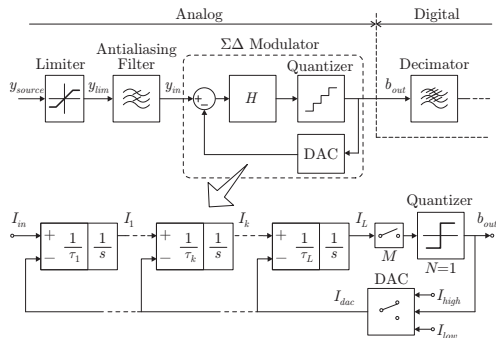 Analog Digital
ΣΔ Modulator
Antialiasing
Limiter Filter Quantizer Decimator
y_source y_lim y_in + − H b_out
DAC
Quantizer
I_in I_1 I_k I_L b_out
+ − 1/τ_1 1/s + − 1/τ_k 1/s + − 1/τ_L 1/s
M N=1
DAC
I_dac I_high
I_low